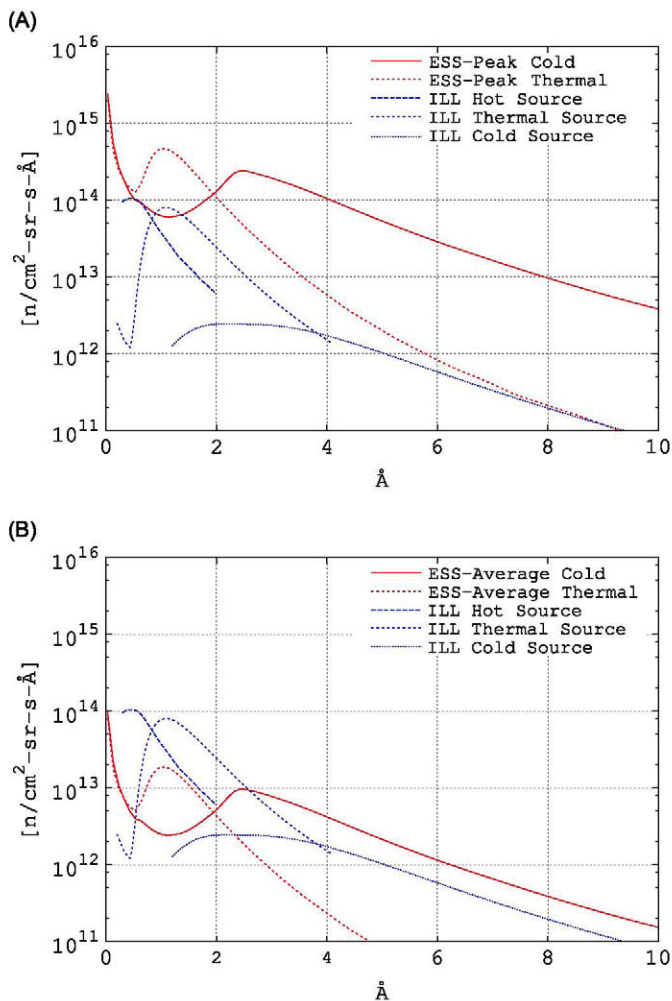 (A)
10^16
10^15
10^14
10^13
10^12
10^11
[n/cm^2-sr-s-Å]
ESS-Peak Cold
ESS-Peak Thermal
ILL Hot Source
ILL Thermal Source
ILL Cold Source
0 2 4 6 8 10
Å
(B)
10^16
10^15
10^14
10^13
10^12
10^11
[n/cm^2-sr-s-Å]
ESS-Average Cold
ESS-Average Thermal
ILL Hot Source
ILL Thermal Source
ILL Cold Source
0 2 4 6 8 10
Å